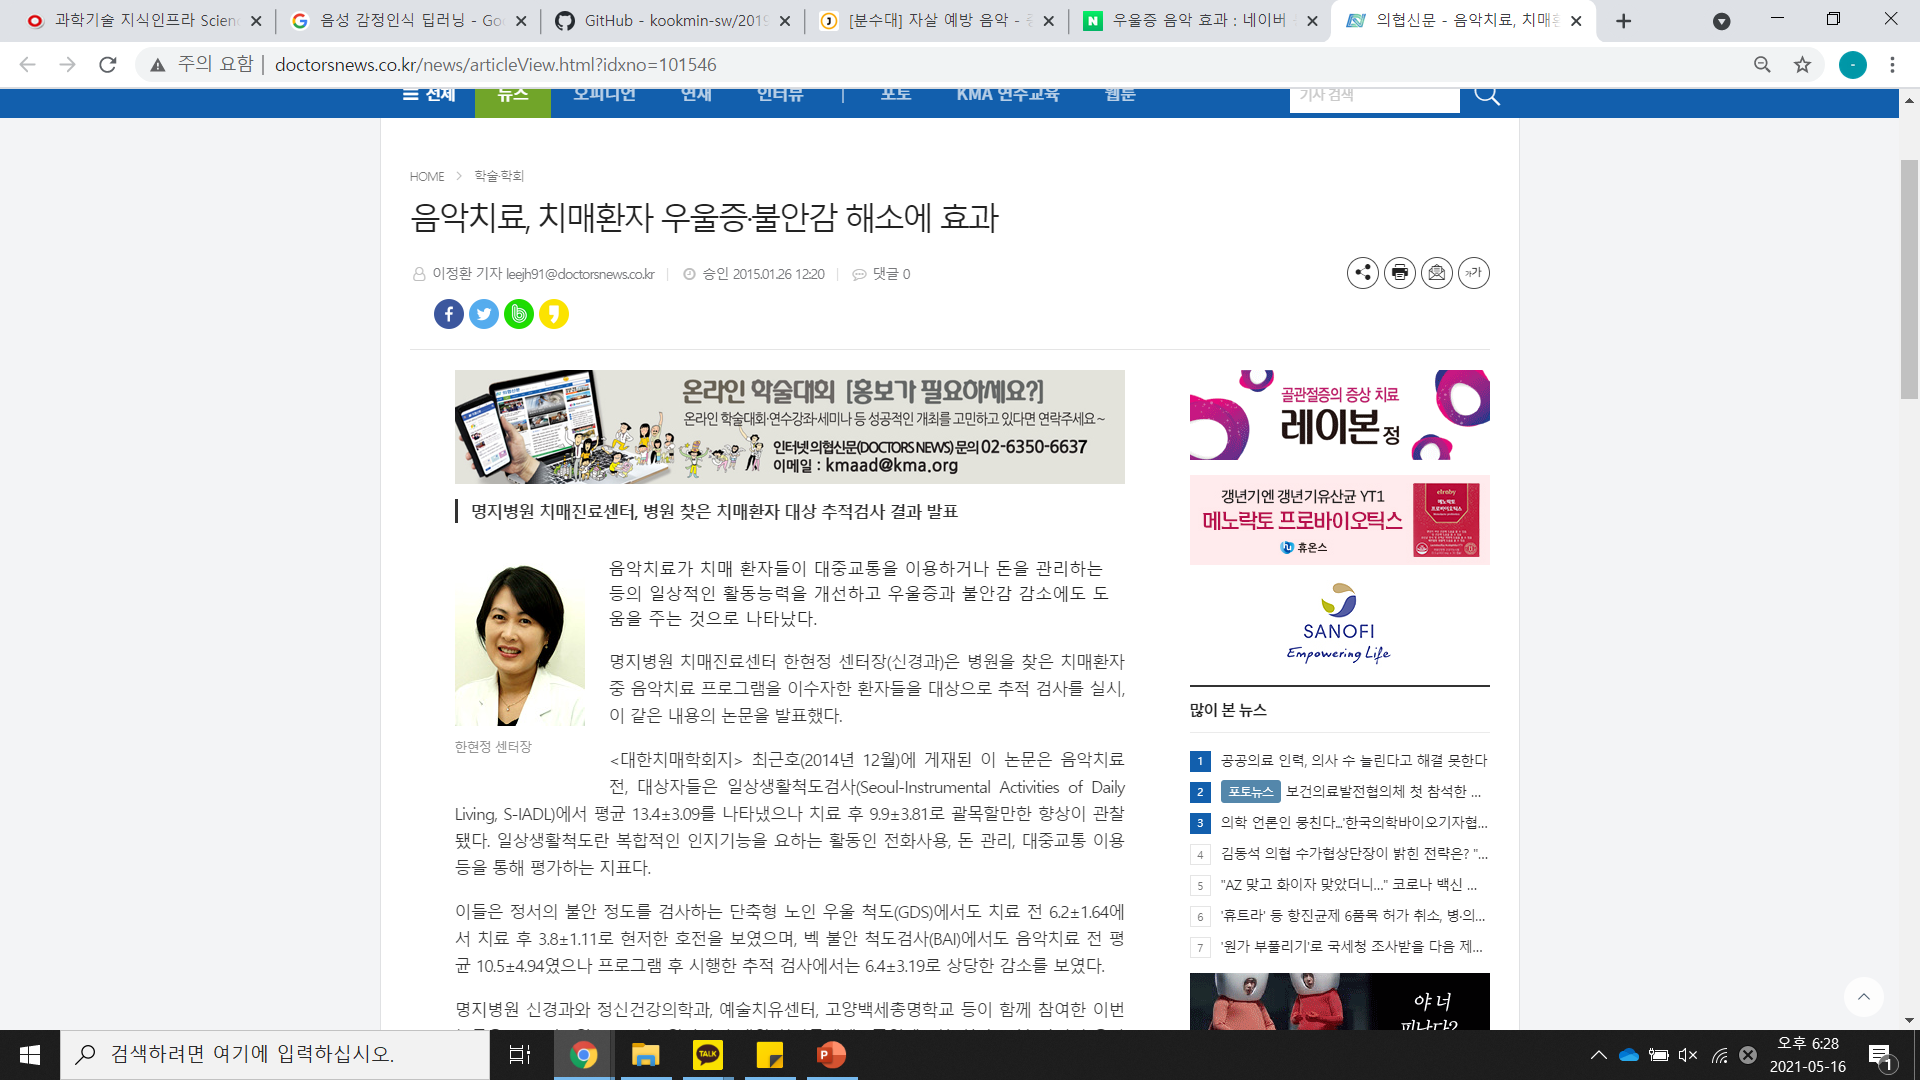 과학기술 지식인프라 Scien
음성 감정인식 딥러닝 - Goo
GitHub - kookmin-sw/2019
[분수대] 자살 예방 음악 - 중
우울증 음악 효과 : 네이버
의협신문 - 음악치료, 치매환
주의 요함
doctorsnews.co.kr/news/articleView.html?idxno=101546
전체
뉴스
오피니언
연재
인터뷰
포토
KMA 연수교육
웹툰
기사검색
HOME
학술·학회
음악치료, 치매환자 우울증·불안감 해소에 효과
이정환 기자 leejh91@doctorsnews.co.kr
승인 2015.01.26 12:20
댓글 0
가가
온라인 학술대회 [홍보가 필요하세요?]
온라인 학술대회·연수강좌·세미나 등 성공적인 개최를 고민하고 있다면 연락주세요~
인터넷 의협신문(DOCTORS NEWS) 문의 02-6350-6637
이메일 : kmaad@kma.org
명지병원 치매진료센터, 병원 찾은 치매환자 대상 추적검사 결과 발표
음악치료가 치매 환자들이 대중교통을 이용하거나 돈을 관리하는
등의 일상적인 활동능력을 개선하고 우울증과 불안감 감소에도 도
움을 주는 것으로 나타났다.
명지병원 치매진료센터 한현정 센터장(신경과)은 병원을 찾은 치매환자
중 음악치료 프로그램을 이수자한 환자들을 대상으로 추적 검사를 실시,
이 같은 내용의 논문을 발표했다.
한현정 센터장
<대한치매학회지> 최근호(2014년 12월)에 게재된 이 논문은 음악치료
전, 대상자들은 일상생활척도검사(Seoul-Instrumental Activities of Daily
Living, S-IADL)에서 평균 13.4±3.09를 나타냈으나 치료 후 9.9±3.81로 괄목할만한 향상이 관찰
됐다. 일상생활척도란 복합적인 인지기능을 요하는 활동인 전화사용, 돈 관리, 대중교통 이용
등을 통해 평가하는 지표다.
이들은 정서의 불안 정도를 검사하는 단축형 노인 우울 척도(GDS)에서도 치료 전 6.2±1.64에
서 치료 후 3.8±1.11로 현저한 호전을 보였으며, 벡 불안 척도검사(BAI)에서도 음악치료 전 평
균 10.5±4.94였으나 프로그램 후 시행한 추적 검사에서는 6.4±3.19로 상당한 감소를 보였다.
명지병원 신경과와 정신건강의학과, 예술치유센터, 고양백세총명학교 등이 함께 참여한 이번
골관절증의 증상 치료
레이본 정
갱년기엔 갱년기유산균 YT1
메노락토 프로바이오틱스
휴온스
elruby
메노락토
SANOFI
Empowering Life
많이 본 뉴스
1 공공의료 인력, 의사 수 늘린다고 해결 못한다
2 포토뉴스 보건의료발전협의체 첫 참석한 ...
3 의학 언론인 뭉친다...'한국의학바이오기자협...
4 김동석 의협 수가협상단장이 밝힌 전략은? "...
5 "AZ 맞고 화이자 맞았더니..." 코로나 백신 ...
6 '휴트라' 등 항진균제 6품목 허가 취소, 병·의...
7 '원가 부풀리기'로 국세청 조사받을 다음 제...
야 너
피난다?
검색하려면 여기에 입력하십시오.
TALK
P
오후 6:28
2021-05-16
1